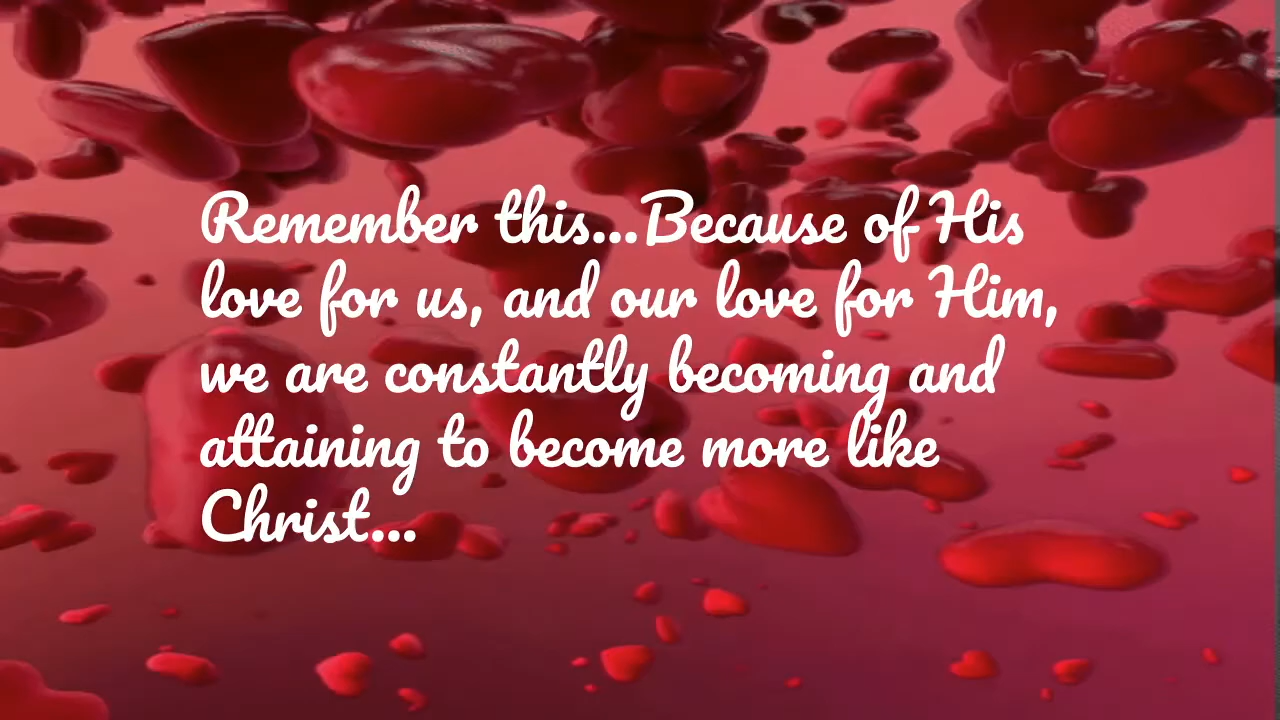 Remember this...Because of His
love for us, and our love for Him,
we are constantly becoming and
attaining to become more like
Christ...